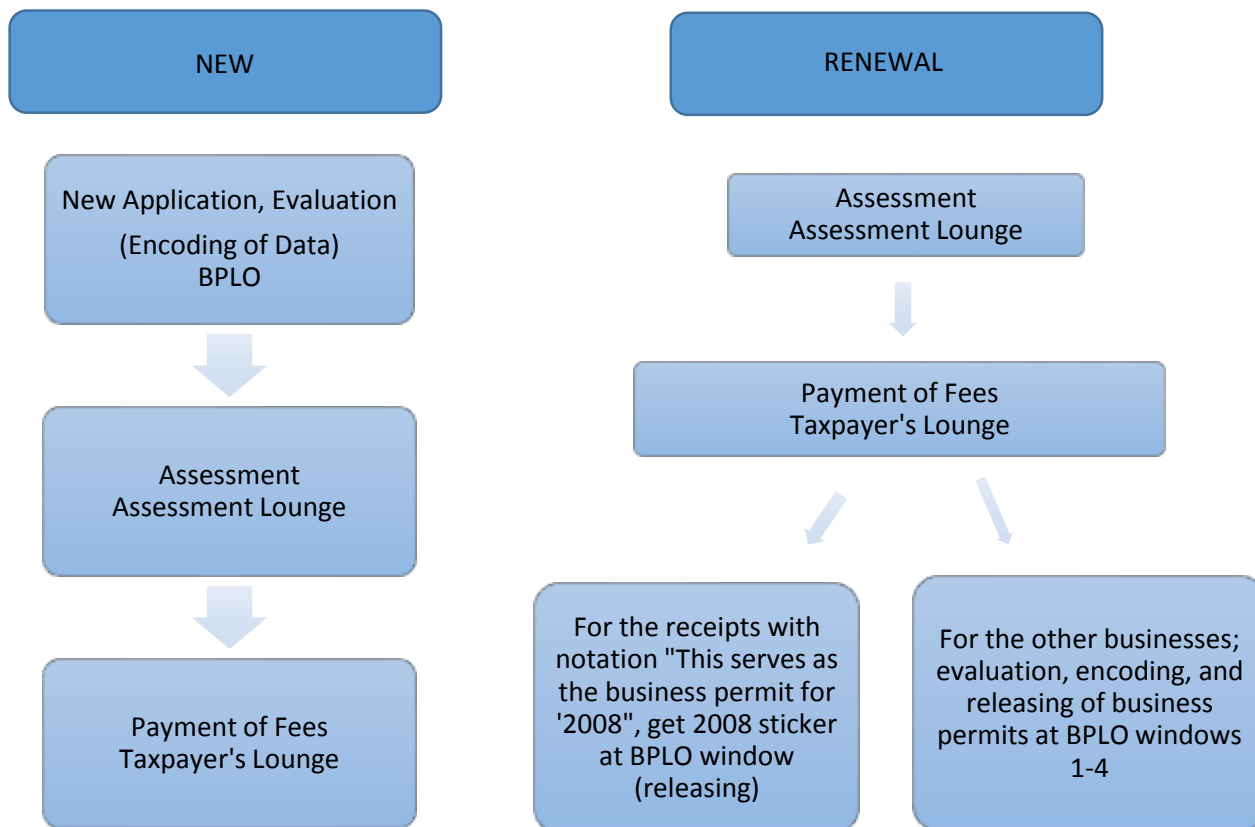 NEW
New Application, Evaluation
(Encoding of Data)
BPLO
Assessment
Assessment Lounge
Payment of Fees
Taxpayer's Lounge
RENEWAL
Assessment
Assessment Lounge
Payment of Fees
Taxpayer's Lounge
For the receipts with
notation "This serves as
the business permit for
'2008", get 2008 sticker
at BPLO window
(releasing)
For the other businesses;
evaluation, encoding, and
releasing of business
permits at BPLO windows
1-4